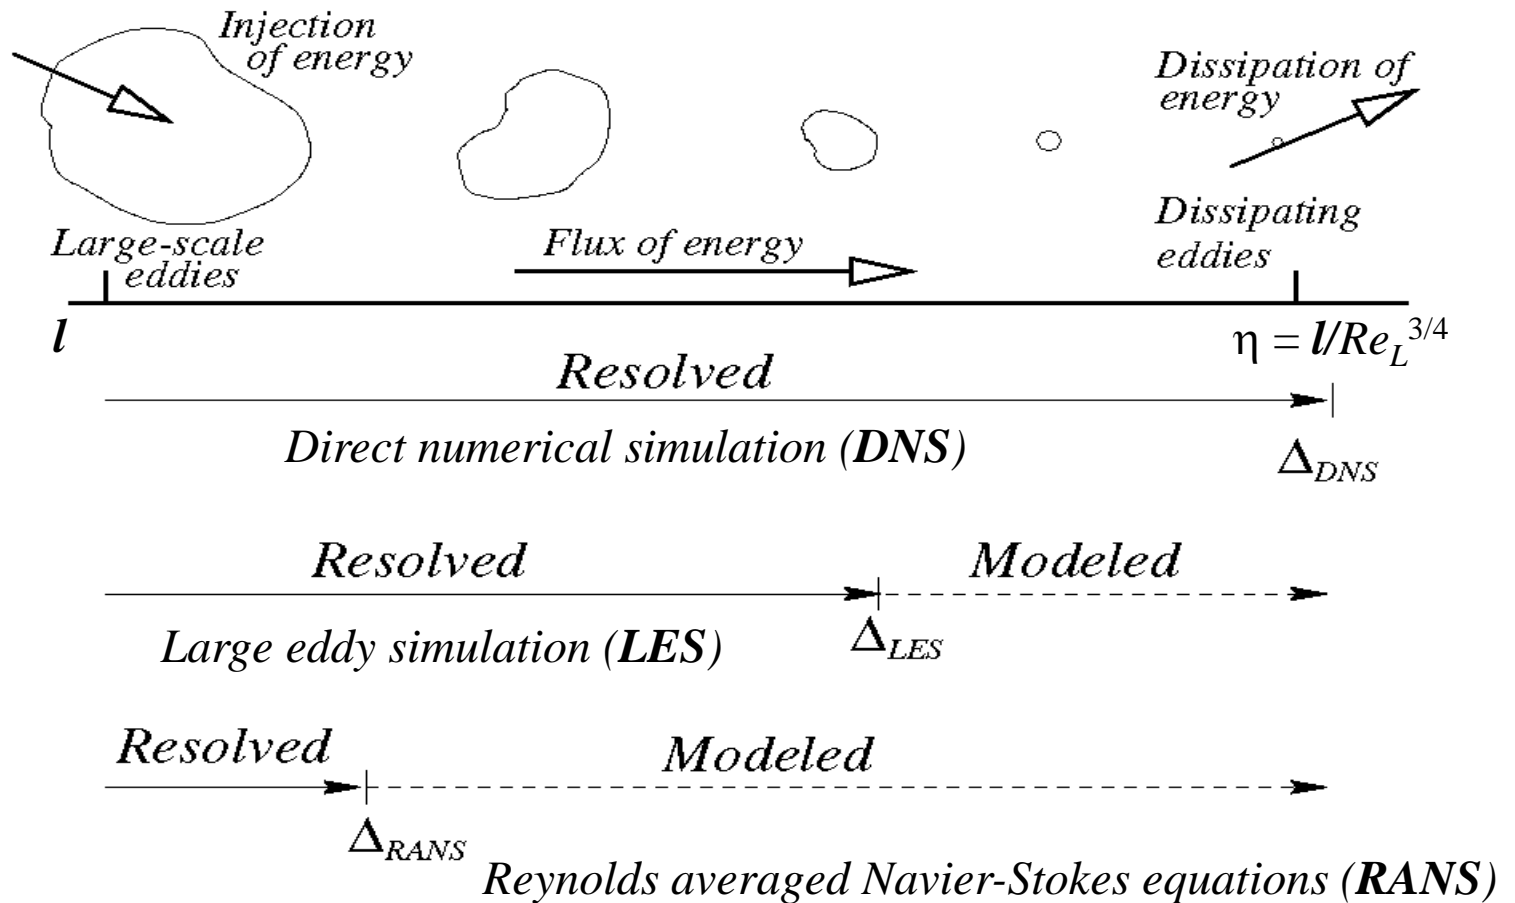 Injection
of energy
Dissipation of
energy
Large-scale
eddies
Flux of energy
Dissipating
eddies
l
η = l/Re_L^3/4
Resolved
Direct numerical simulation (DNS)
Δ_DNS
Resolved
Modeled
Large eddy simulation (LES)
Δ_LES
Resolved
Modeled
Δ_RANS
Reynolds averaged Navier-Stokes equations (RANS)